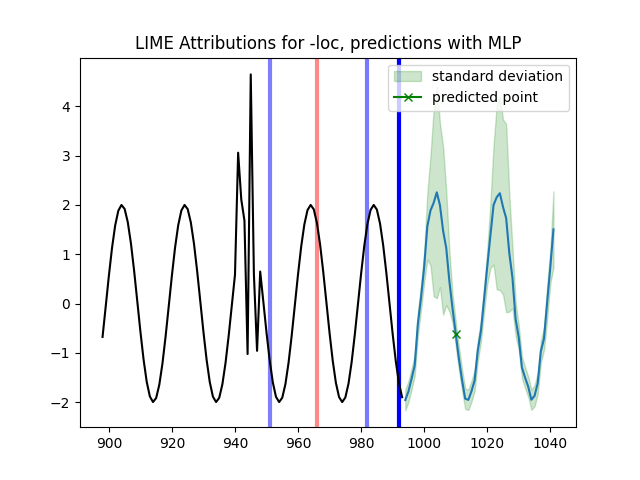 LIME Attributions for -loc, predictions with MLP
standard deviation
predicted point
4
3
2
1
0
−1
−2
900 920 940 960 980 1000 1020 1040